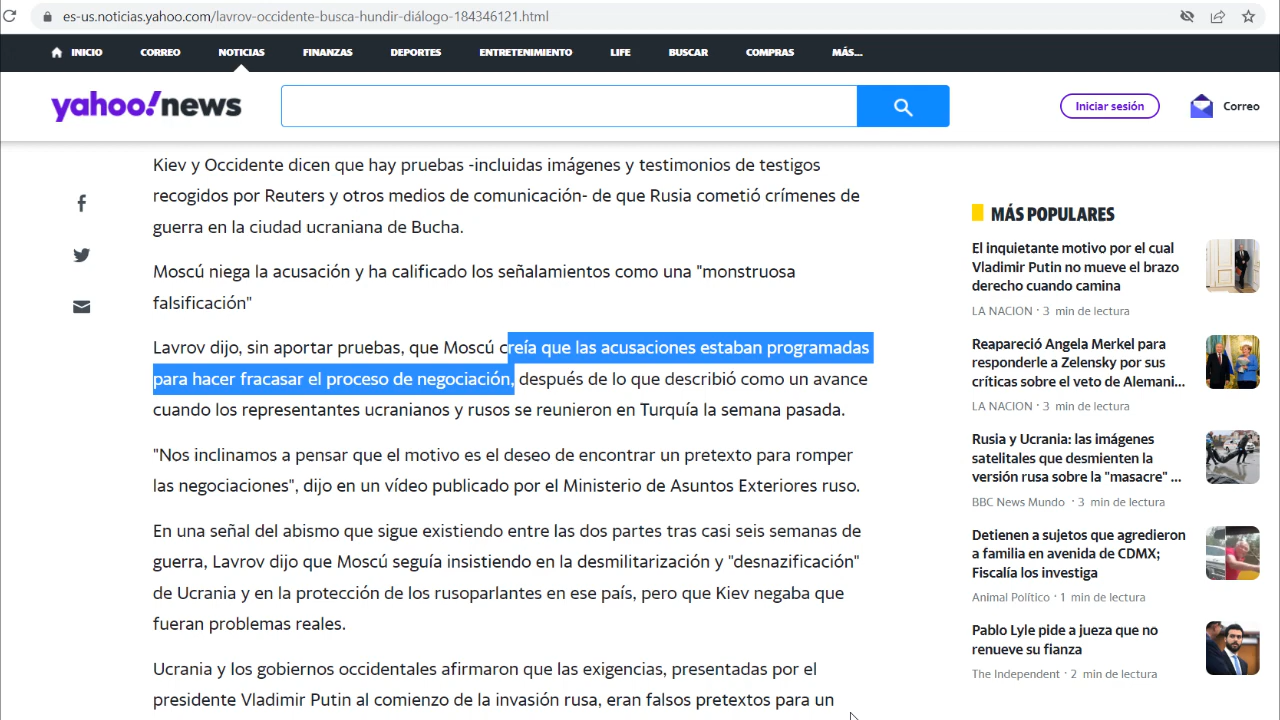 es-us.noticias.yahoo.com/lavrov-occidente-busca-hundir-diálogo-184346121.html
INICIO CORREO NOTICIAS FINANZAS DEPORTES ENTRETENIMIENTO LIFE BUSCAR COMPRAS MÁS...
yahoo!news
Iniciar sesión
Correo
Kiev y Occidente dicen que hay pruebas -incluidas imágenes y testimonios de testigos
recogidos por Reuters y otros medios de comunicación- de que Rusia cometió crímenes de
guerra en la ciudad ucraniana de Bucha.
Moscú niega la acusación y ha calificado los señalamientos como una "monstruosa
falsificación"
Lavrov dijo, sin aportar pruebas, que Moscú creía que las acusaciones estaban programadas
para hacer fracasar el proceso de negociación, después de lo que describió como un avance
cuando los representantes ucranianos y rusos se reunieron en Turquía la semana pasada.
"Nos inclinamos a pensar que el motivo es el deseo de encontrar un pretexto para romper
las negociaciones", dijo en un vídeo publicado por el Ministerio de Asuntos Exteriores ruso.
En una señal del abismo que sigue existiendo entre las dos partes tras casi seis semanas de
guerra, Lavrov dijo que Moscú seguía insistiendo en la desmilitarización y "desnazificación"
de Ucrania y en la protección de los rusoparlantes en ese país, pero que Kiev negaba que
fueran problemas reales.
Ucrania y los gobiernos occidentales afirmaron que las exigencias, presentadas por el
presidente Vladimir Putin al comienzo de la invasión rusa, eran falsos pretextos para un
MÁS POPULARES
El inquietante motivo por el cual
Vladimir Putin no mueve el brazo
derecho cuando camina
LA NACION · 3 min de lectura
Reapareció Angela Merkel para
responderle a Zelensky por sus
críticas sobre el veto de Alemani...
LA NACION · 3 min de lectura
Rusia y Ucrania: las imágenes
satelitales que desmienten la
versión rusa sobre la "masacre" ...
BBC News Mundo · 3 min de lectura
Detienen a sujetos que agredieron
a familia en avenida de CDMX;
Fiscalía los investiga
Animal Político · 1 min de lectura
Pablo Lyle pide a jueza que no
renueve su fianza
The Independent · 2 min de lectura